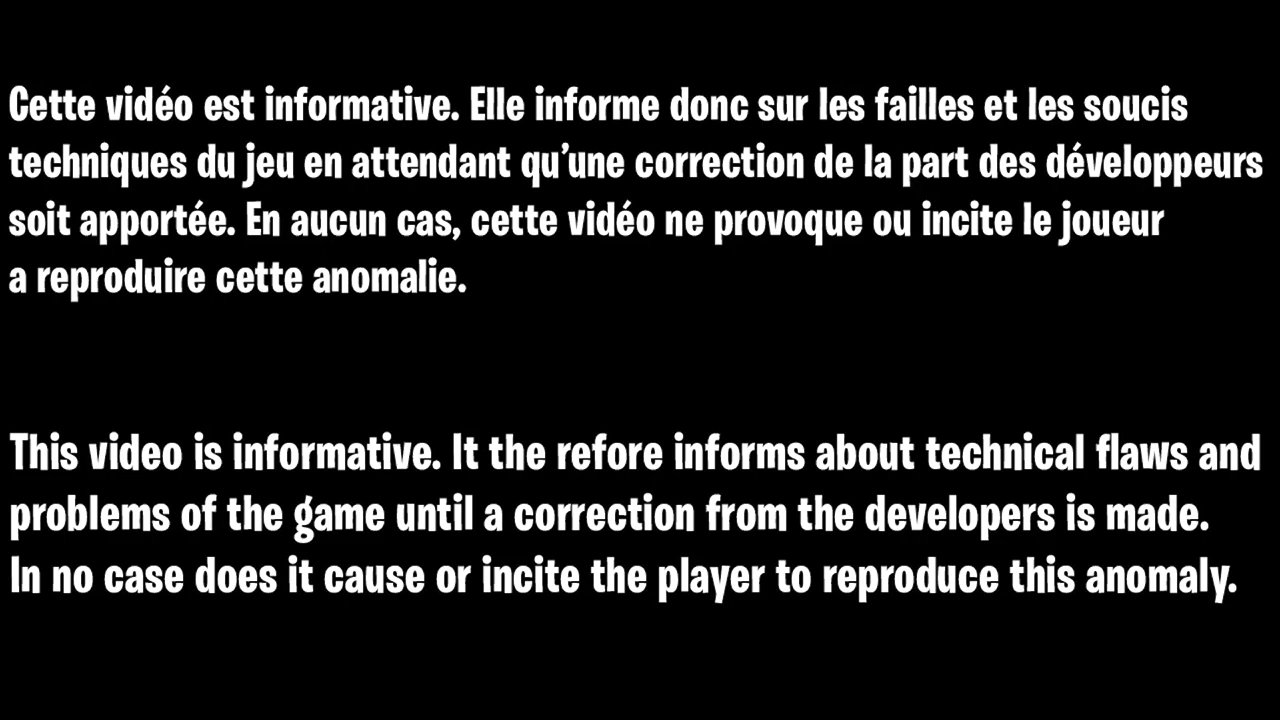 Cette vidéo est informative. Elle informe donc sur les failles et les soucis
techniques du jeu en attendant qu’une correction de la part des développeurs
soit apportée. En aucun cas, cette vidéo ne provoque ou incite le joueur
a reproduire cette anomalie.
This video is informative. It the refore informs about technical flaws and
problems of the game until a correction from the developers is made.
In no case does it cause or incite the player to reproduce this anomaly.